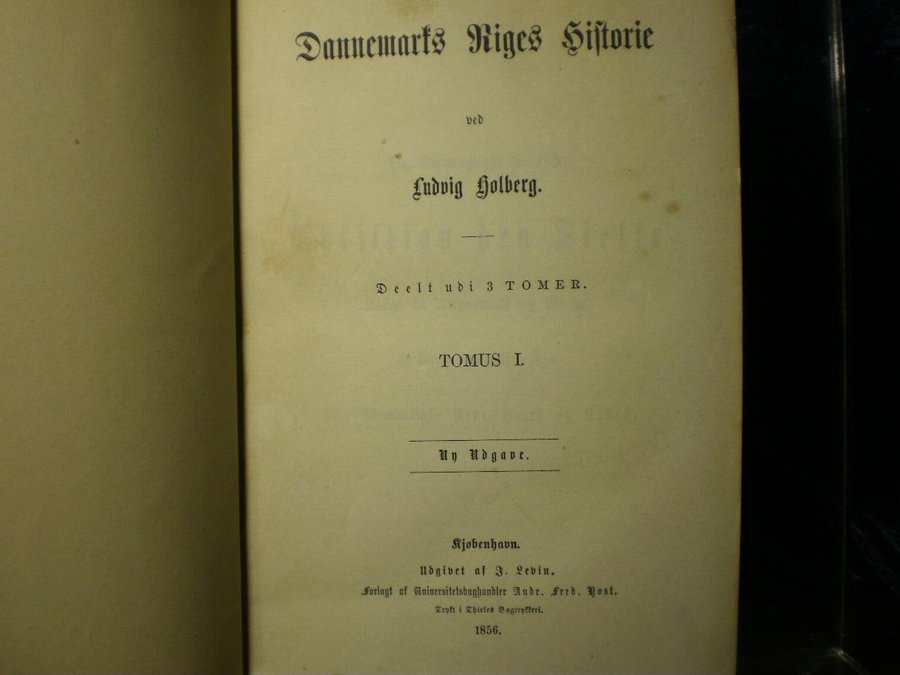 Dannemarks Riges Historie
ved
Ludvig Holberg.
Deelt udi 3 TOMER.
TOMUS I.
Ny Udgave.
Kjøbenhavn.
Udgivet af J. Levin.
Forlagt af Universitetsboghandler Andr. Fred. Høst.
Trykt i Thieles Bogtrykkeri.
1856.